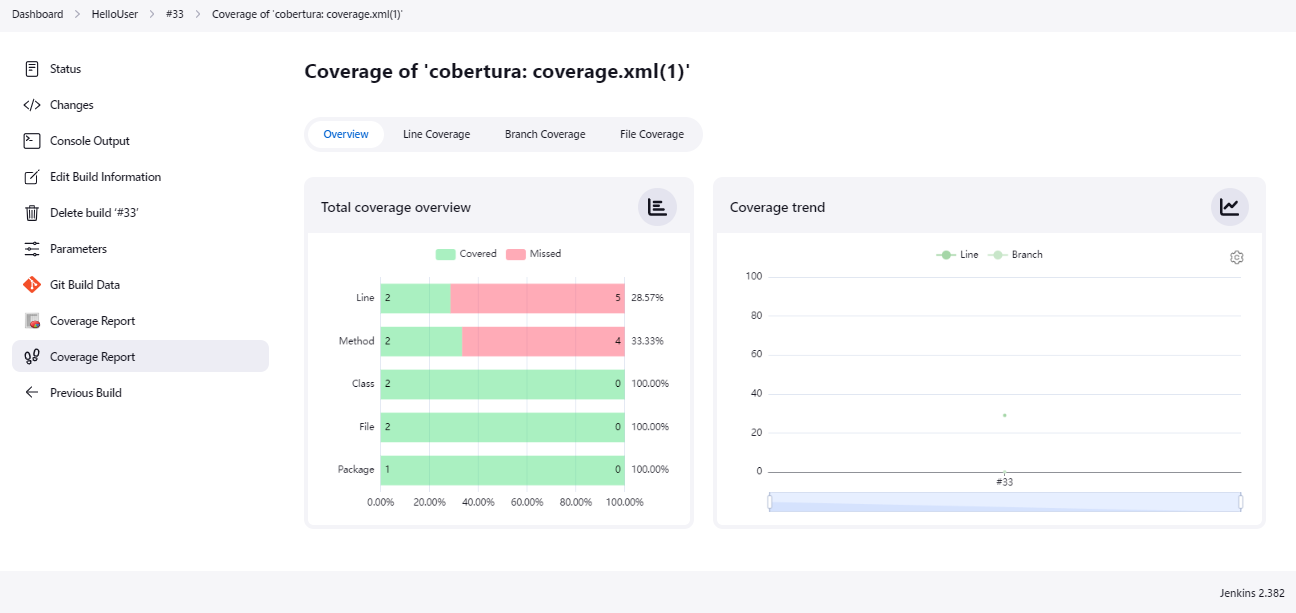 Dashboard > HelloUser > #33 > Coverage of 'cobertura: coverage.xml(1)'
Status
Changes
Console Output
Edit Build Information
Delete build ‘#33’
Parameters
Git Build Data
Coverage Report
Coverage Report
Previous Build
Coverage of 'cobertura: coverage.xml(1)'
Overview Line Coverage Branch Coverage File Coverage
Total coverage overview
Covered Missed
Line 2 5 28.57%
Method 2 4 33.33%
Class 2 0 100.00%
File 2 0 100.00%
Package 1 0 100.00%
0.00% 20.00% 40.00% 60.00% 80.00% 100.00%
Coverage trend
Line Branch
100
80
60
40
20
0
#33
Jenkins 2.382